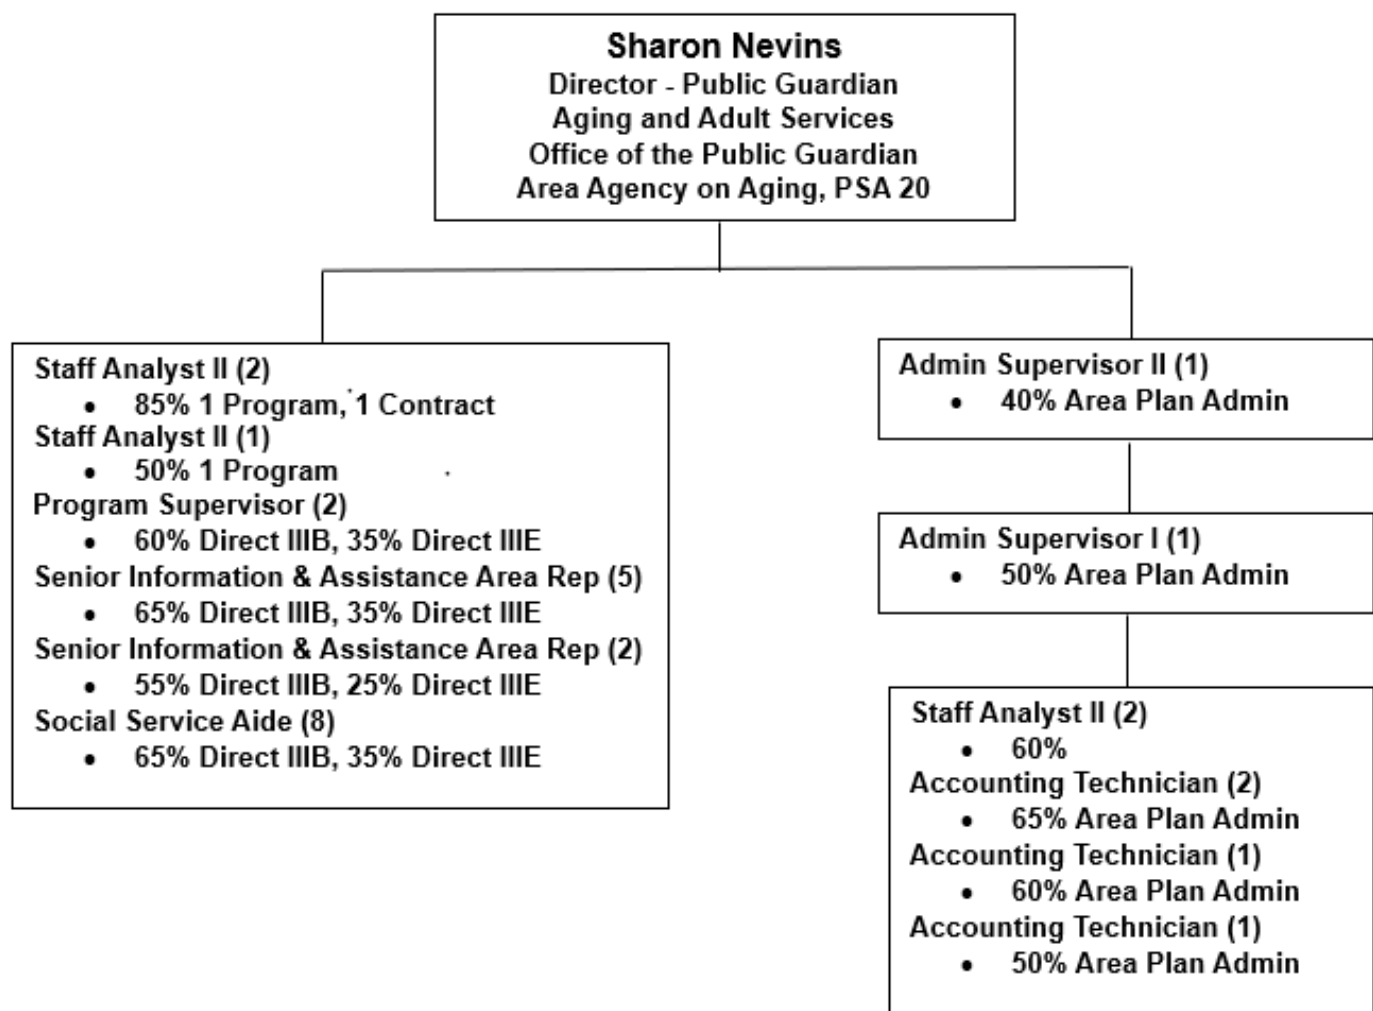 Sharon Nevins
Director - Public Guardian
Aging and Adult Services
Office of the Public Guardian
Area Agency on Aging, PSA 20
Staff Analyst II (2)
• 85% 1 Program, 1 Contract
Staff Analyst II (1)
• 50% 1 Program
Program Supervisor (2)
• 60% Direct IIIB, 35% Direct IIIE
Senior Information & Assistance Area Rep (5)
• 65% Direct IIIB, 35% Direct IIIE
Senior Information & Assistance Area Rep (2)
• 55% Direct IIIB, 25% Direct IIIE
Social Service Aide (8)
• 65% Direct IIIB, 35% Direct IIIE
Admin Supervisor II (1)
• 40% Area Plan Admin
Admin Supervisor I (1)
• 50% Area Plan Admin
Staff Analyst II (2)
• 60%
Accounting Technician (2)
• 65% Area Plan Admin
Accounting Technician (1)
• 60% Area Plan Admin
Accounting Technician (1)
• 50% Area Plan Admin